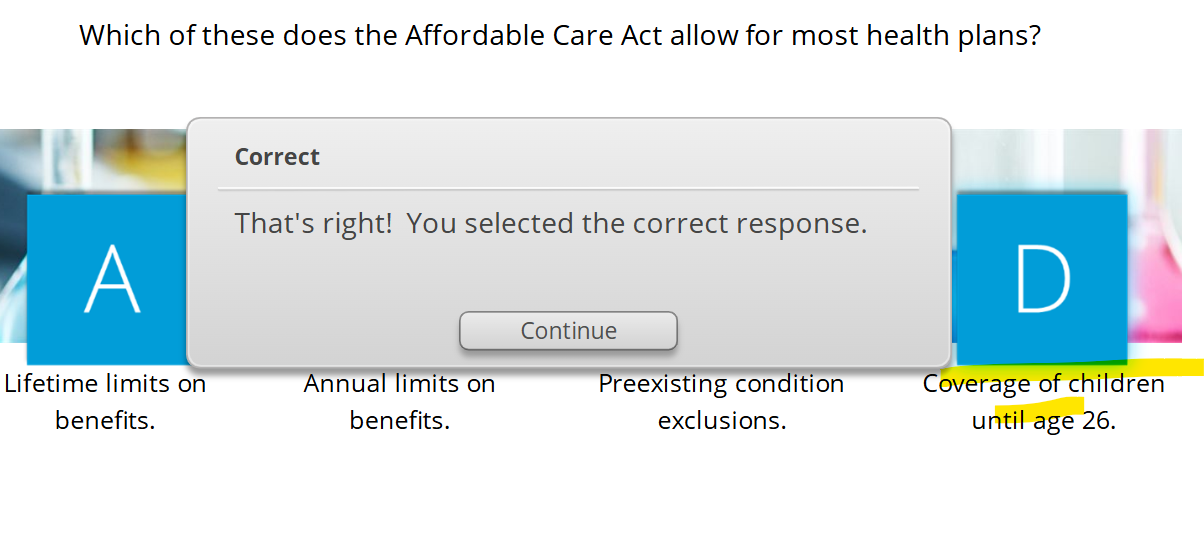 Which of these does the Affordable Care Act allow for most health plans?
Correct
That's right!  You selected the correct response.
Continue
A
D
Lifetime limits on
benefits.
Annual limits on
benefits.
Preexisting condition
exclusions.
Coverage of children
until age 26.